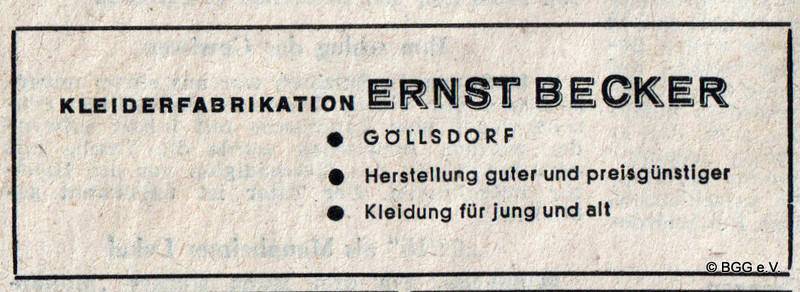 KLEIDERFABRIKATION ERNST BECKER
GÖLLSDORF
Herstellung guter und preisgünstiger
Kleidung für jung und alt
© BGG e.V.